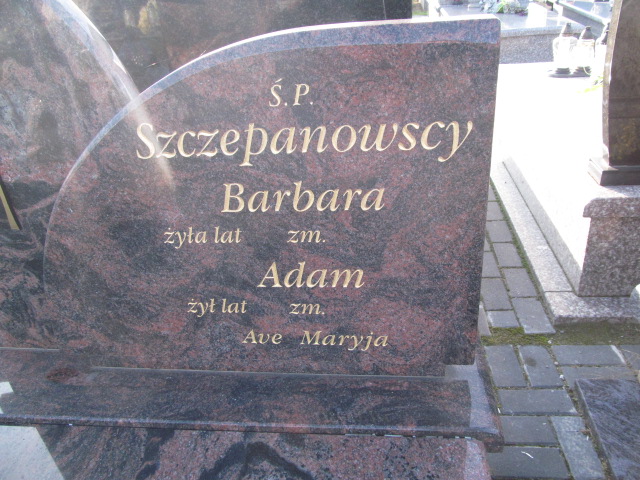 Ś.P.
Szczepanowscy
Barbara
żyła lat zm.
Adam
żył lat zm.
Ave Maryja